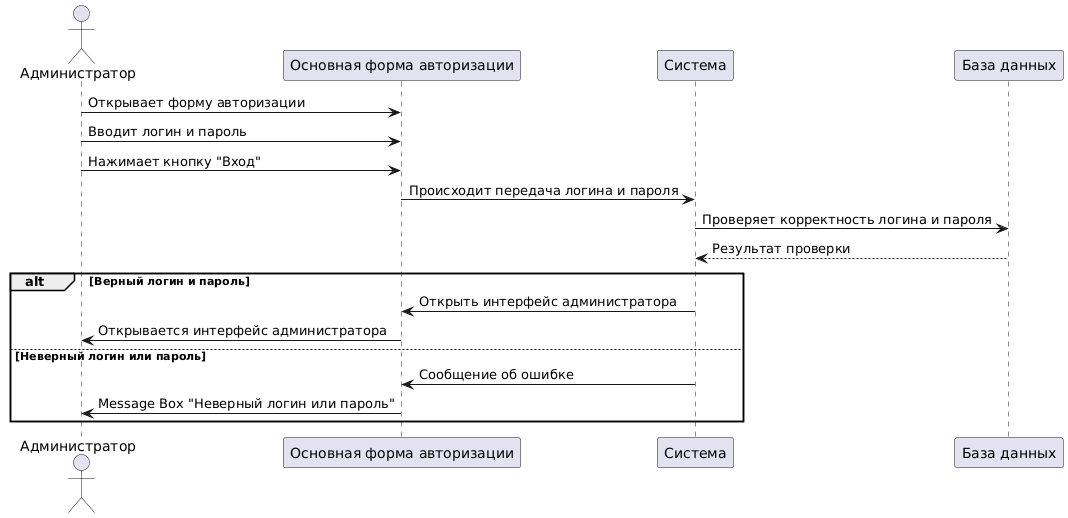 Администратор
Основная форма авторизации
Система
База данных
Открывает форму авторизации
Вводит логин и пароль
Нажимает кнопку "Вход"
Происходит передача логина и пароля
Проверяет корректность логина и пароля
Результат проверки
alt
[Верный логин и пароль]
Открыть интерфейс администратора
Открывается интерфейс администратора
[Неверный логин или пароль]
Сообщение об ошибке
Message Box "Неверный логин или пароль"
Администратор
Основная форма авторизации
Система
База данных